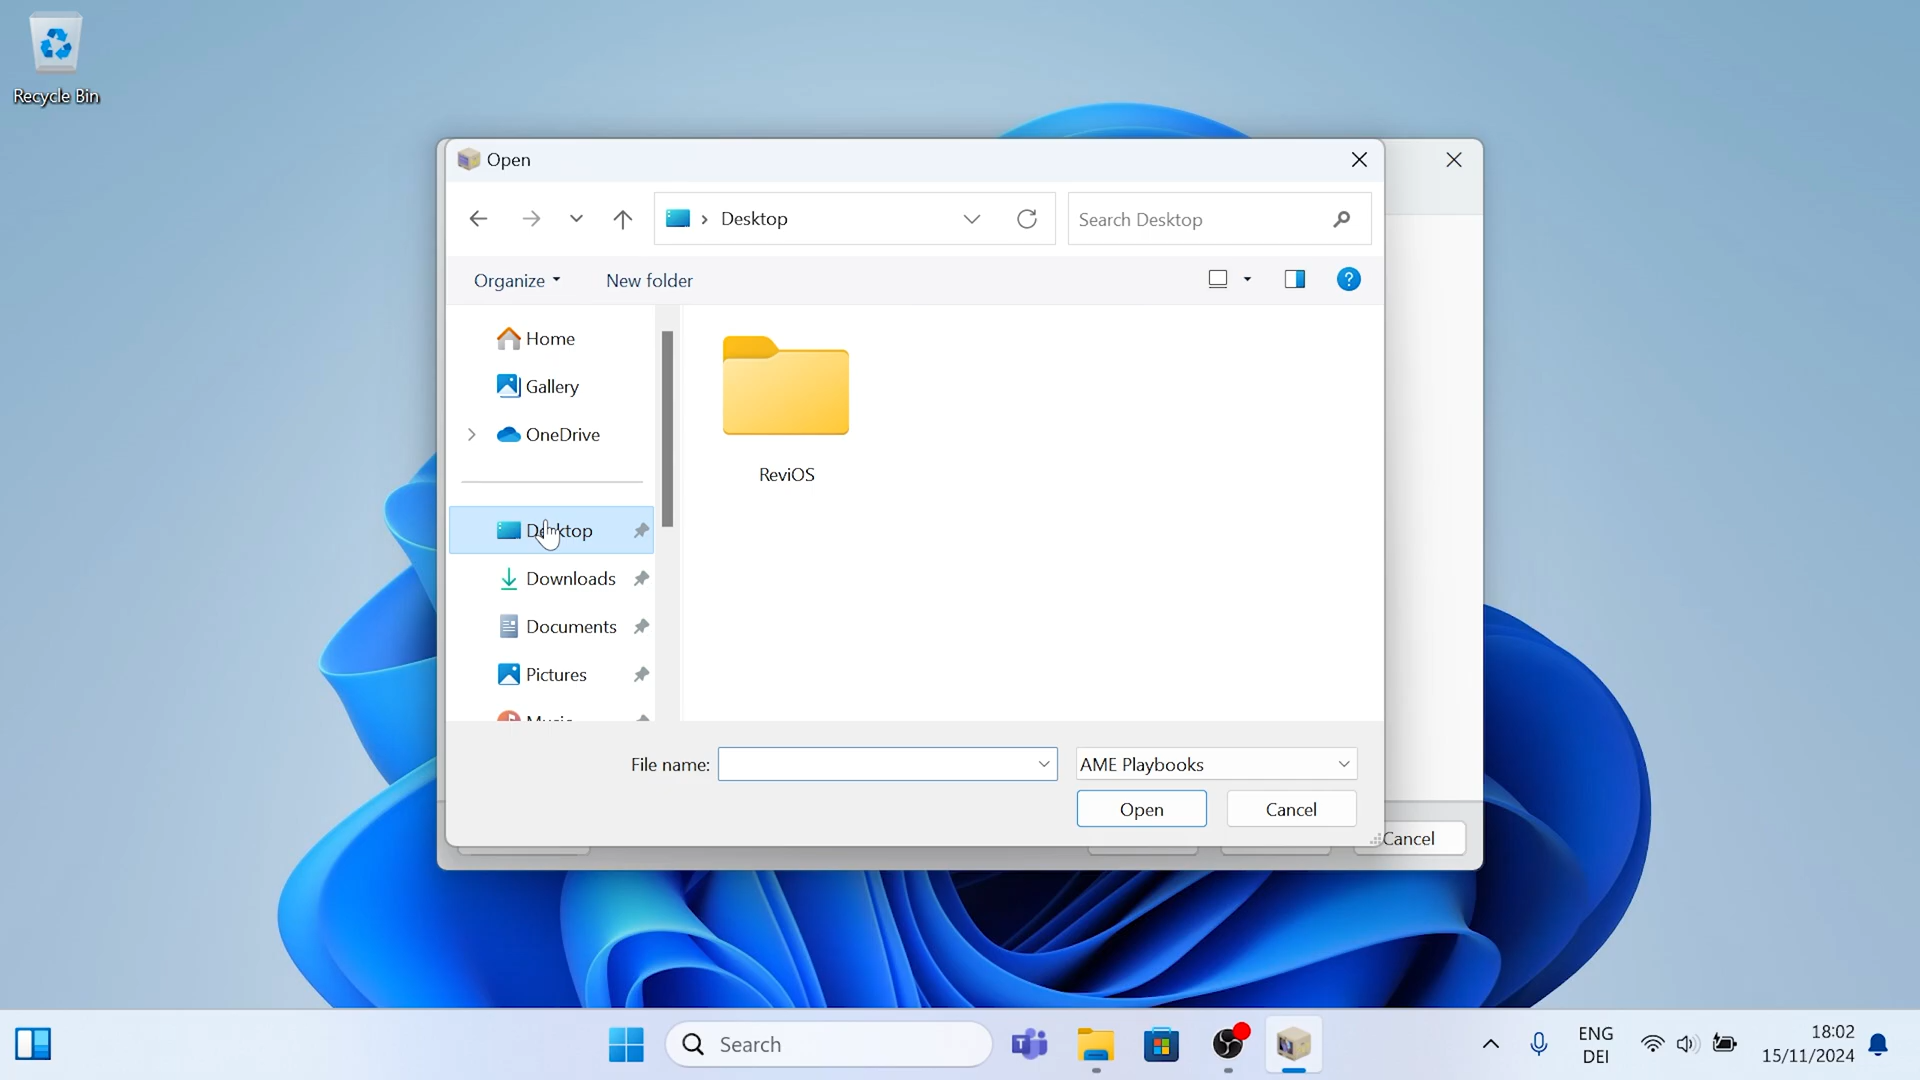 Recycle Bin
Open
Desktop
Search Desktop
Organize
New folder
Home
Gallery
OneDrive
Desktop
Downloads
Documents
Pictures
Music
ReviOS
File name:
AME Playbooks
Open
Cancel
Cancel
Search
ENG
DEI
18:02
15/11/2024